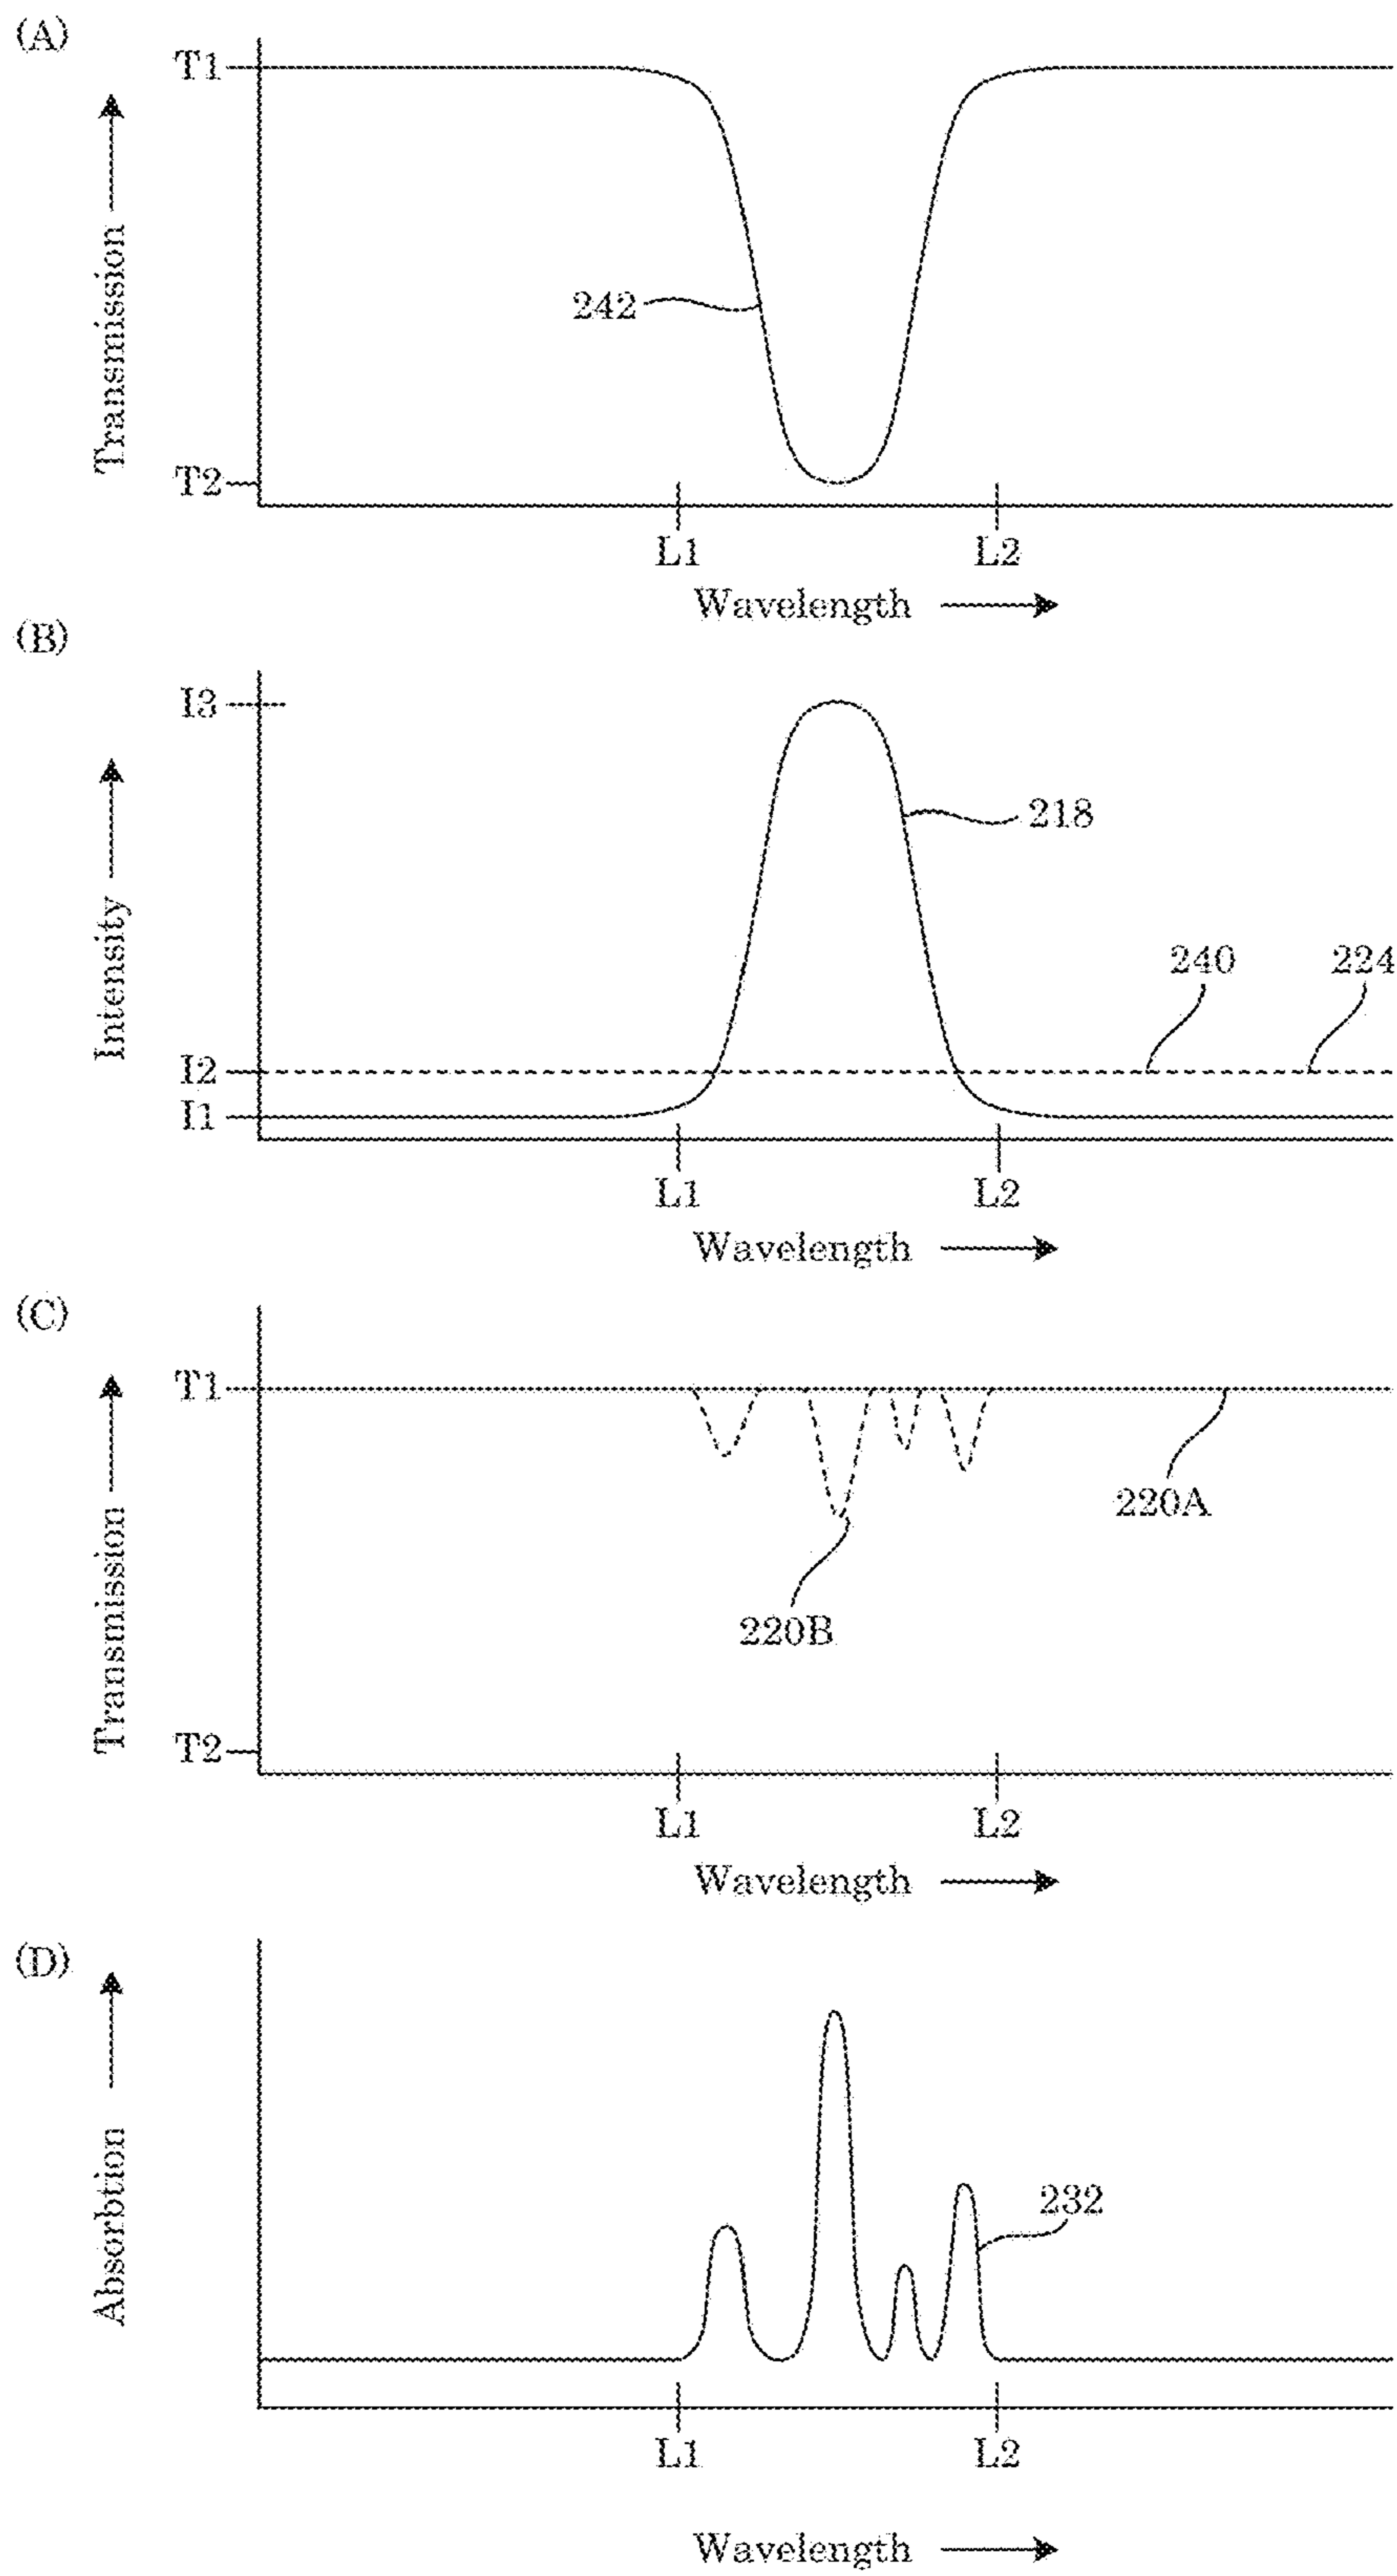 (A)
T1
Transmission
242
T2
L1
L2
Wavelength
(B)
I3
218
Intensity
240
224
I2
I1
L1
L2
Wavelength
(C)
T1
220A
Transmission
220B
T2
L1
L2
Wavelength
(D)
Absorbtion
232
L1
L2
Wavelength